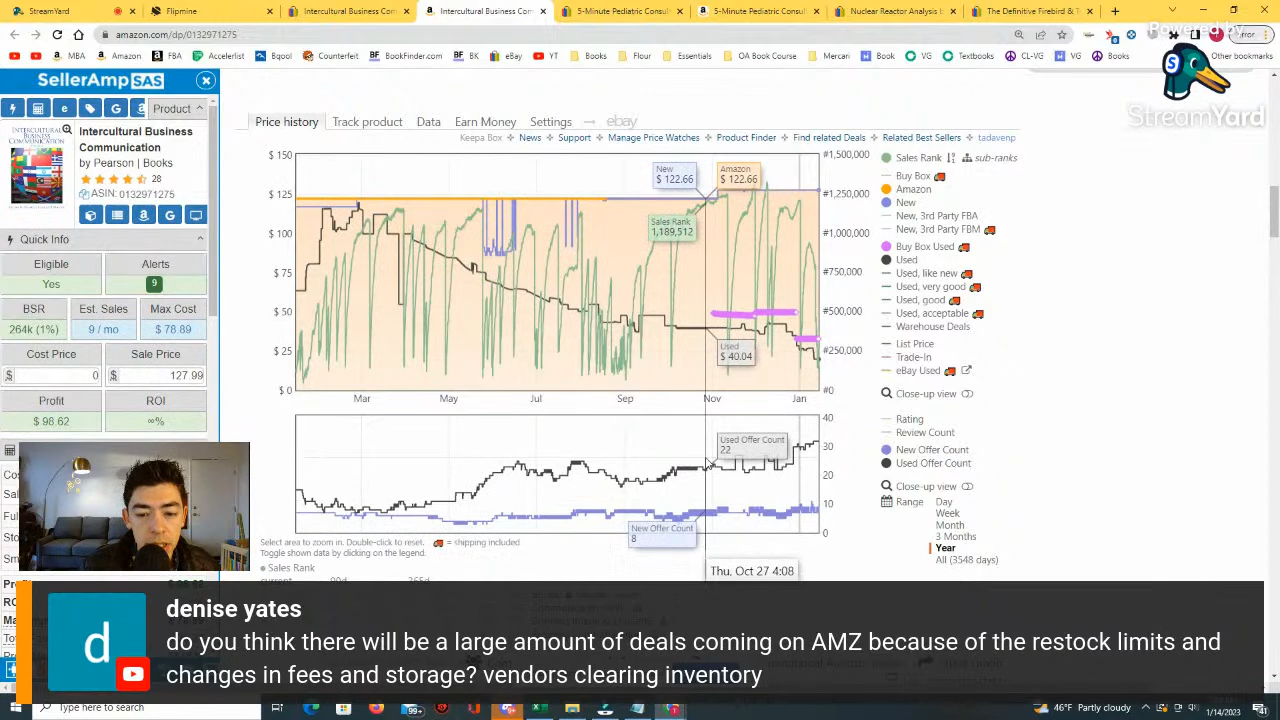 International
Intercultural Business Con
Intercultural Business Co
5-Minute Pediatric Consult
5-Minute Pediatric Consult
Nuclear Reactor Analysis b
The Definitive Firebird &
amazon.com/dp/0132971275
Powered by
StreamYard
MBA
Amazon
FBA
Accelerlist
Bqool
Counterfeit
BookFinder.com
eBay
YT
Books
Flour
Essentials
OA Book Course
Mercari
Book
VG
Textbooks
CL-VG
VG
Books
SellerAmp SAS
Product
Intercultural Business
Communication
by Pearson | Books
28
ASIN: 0132971275
Quick Info
Eligible
Alerts
Yes
9
BSR
Est. Sales
Max Cost
264k (1%)
9 / mo
$ 78.89
Cost Price
Sale Price
$
0
$
127.99
Profit
ROI
$ 98.62
∞%
Price history
Track product
Data
Earn Money
Settings
ebay
Keepa Box
News
Support
Manage Price Watches
Product Finder
Find related Deals
Related Best Sellers
tadavenp
$ 150
$ 125
$ 100
$ 75
$ 50
$ 25
$ 0
#1,500,000
#1,250,000
#1,000,000
#750,000
#500,000
#250,000
#0
New
$ 122.66
Amazon
$ 122.66
Sales Rank
1,189,512
Used
$ 40.04
Mar
May
Jul
Sep
Nov
Jan
40
30
20
10
0
Used Offer Count
22
New Offer Count
8
Thu, Oct 27 4:08
Select area to zoom in. Double-click to reset.
= shipping included
Toggle shown data by clicking on the legend.
Sales Rank
Sales Rank
sub-ranks
Buy Box
Amazon
New
New, 3rd Party FBA
New, 3rd Party FBM
Buy Box Used
Used
Used, like new
Used, very good
Used, good
Used, acceptable
Warehouse Deals
List Price
Trade-In
eBay Used
Close-up view
Rating
Review Count
New Offer Count
Used Offer Count
Close-up view
Range
Day
Week
Month
3 Months
Year
All (3548 days)
d
denise yates
do you think there will be a large amount of deals coming on AMZ because of the restock limits and
changes in fees and storage? vendors clearing inventory
Type here to search
99+
46°F Partly cloudy
1/14/2023
41